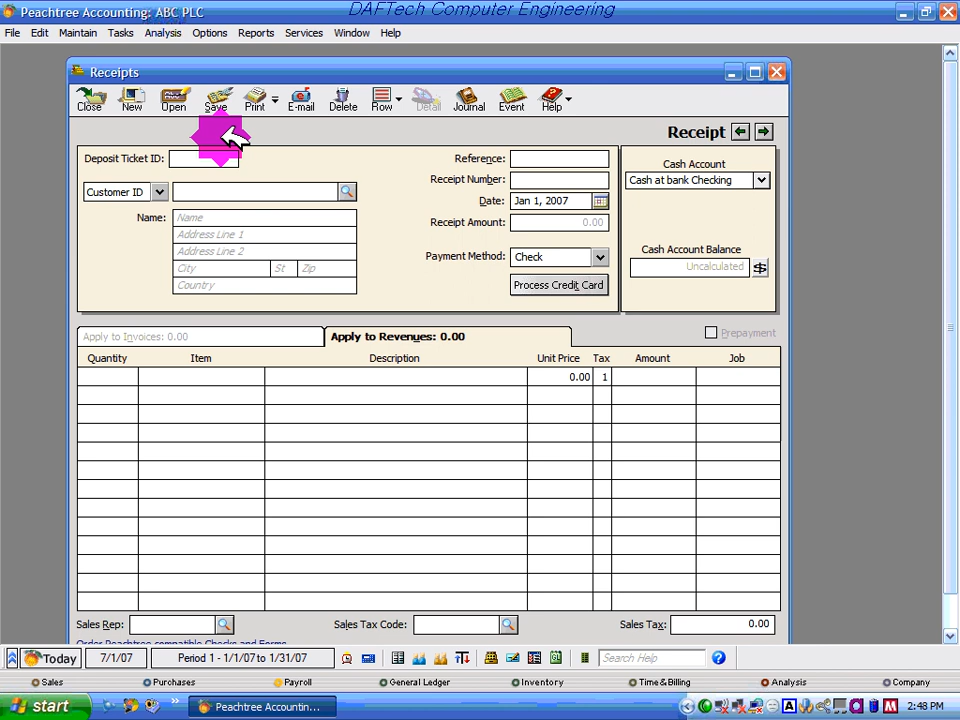 Peachtree Accounting: ABC PLC
DAFTech Computer Engineering
File Edit Maintain Tasks Analysis Options Reports Services Window Help
Receipts
Close New Open Save Print E-mail Delete Row Detail Journal Event Help
Receipt
Deposit Ticket ID:
Reference:
Cash Account
Receipt Number:
Cash at bank Checking
Customer ID
Date: Jan 1, 2007
Name: Name
Receipt Amount: 0.00
Address Line 1
Address Line 2
Payment Method: Check
Cash Account Balance
City St Zip
Uncalculated
Country
Process Credit Card
Apply to Invoices: 0.00
Apply to Revenues: 0.00
Prepayment
Quantity Item Description Unit Price Tax Amount Job
0.00 1
Sales Rep:
Sales Tax Code:
Sales Tax: 0.00
Order Peachtree compatible Checks and Forms
Today 7/1/07 Period 1 - 1/1/07 to 1/31/07 Search Help
Sales Purchases Payroll General Ledger Inventory Time & Billing Analysis Company
start Peachtree Accountin... 2:48 PM